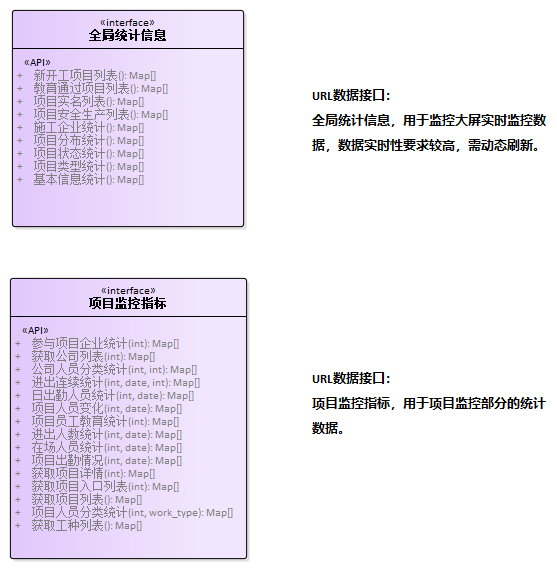 «interface»
全局统计信息
«API»
+ 新开工项目列表(): Map[]
+ 教育通过项目列表(): Map[]
+ 项目实名列表(): Map[]
+ 项目安全生产列表(): Map[]
+ 施工企业统计(): Map[]
+ 项目分布统计(): Map[]
+ 项目状态统计(): Map[]
+ 项目类型统计(): Map[]
+ 基本信息统计(): Map[]
URL数据接口：
全局统计信息，用于监控大屏实时监控数
据，数据实时性要求较高，需动态刷新。
«interface»
项目监控指标
«API»
+ 参与项目企业统计(int): Map[]
+ 获取公司列表(int): Map[]
+ 公司人员分类统计(int, int): Map[]
+ 进出连续统计(int, date, int): Map[]
+ 日出勤人员统计(int, date): Map[]
+ 项目人员变化(int, date): Map[]
+ 项目员工教育统计(int): Map[]
+ 进出人数统计(int, date): Map[]
+ 在场人员统计(int, date): Map[]
+ 项目出勤情况(int, date): Map[]
+ 获取项目详情(int): Map[]
+ 获取项目入口列表(int): Map[]
+ 获取项目列表(): Map[]
+ 项目人员分类统计(int, work_type): Map[]
+ 获取工种列表(): Map[]
URL数据接口：
项目监控指标，用于项目监控部分的统计
数据。